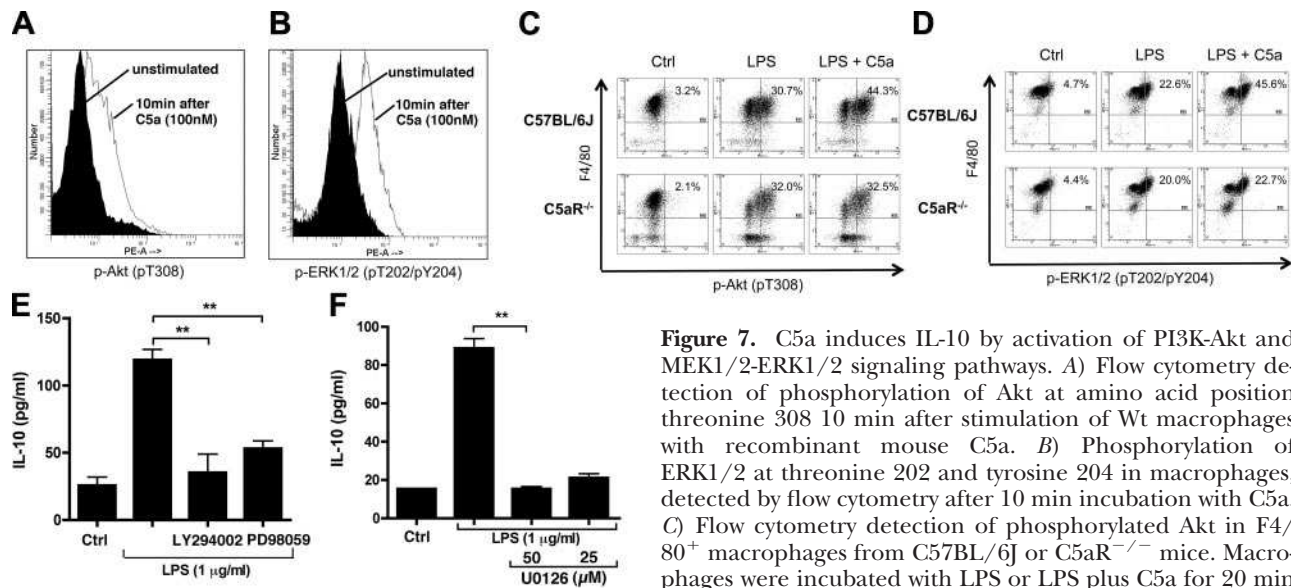 A
unstimulated
10min after
C5a (100nM)
Number
PE-A -->
p-Akt (pT308)
B
unstimulated
10min after
C5a (100nM)
Number
PE-A -->
p-ERK1/2 (pT202/pY204)
C
Ctrl
LPS
LPS + C5a
C57BL/6J
3.2%
30.7%
44.3%
F4/80
C5aR-/-
2.1%
32.0%
32.5%
p-Akt (pT308)
D
Ctrl
LPS
LPS + C5a
C57BL/6J
4.7%
22.6%
45.6%
F4/80
C5aR-/-
4.4%
20.0%
22.7%
p-ERK1/2 (pT202/pY204)
E
IL-10 (pg/ml)
150
100
50
0
**
**
Ctrl
LY294002 PD98059
LPS (1 µg/ml)
F
IL-10 (pg/ml)
100
80
60
40
20
0
**
Ctrl
LPS (1 µg/ml)
50
25
U0126 (µM)
Figure 7. C5a induces IL-10 by activation of PI3K-Akt and
MEK1/2-ERK1/2 signaling pathways. A) Flow cytometry de-
tection of phosphorylation of Akt at amino acid position
threonine 308 10 min after stimulation of Wt macrophages
with recombinant mouse C5a. B) Phosphorylation of
ERK1/2 at threonine 202 and tyrosine 204 in macrophages,
detected by flow cytometry after 10 min incubation with C5a.
C) Flow cytometry detection of phosphorylated Akt in F4/
80+ macrophages from C57BL/6J or C5aR−/− mice. Macro-
phages were incubated with LPS or LPS plus C5a for 20 min